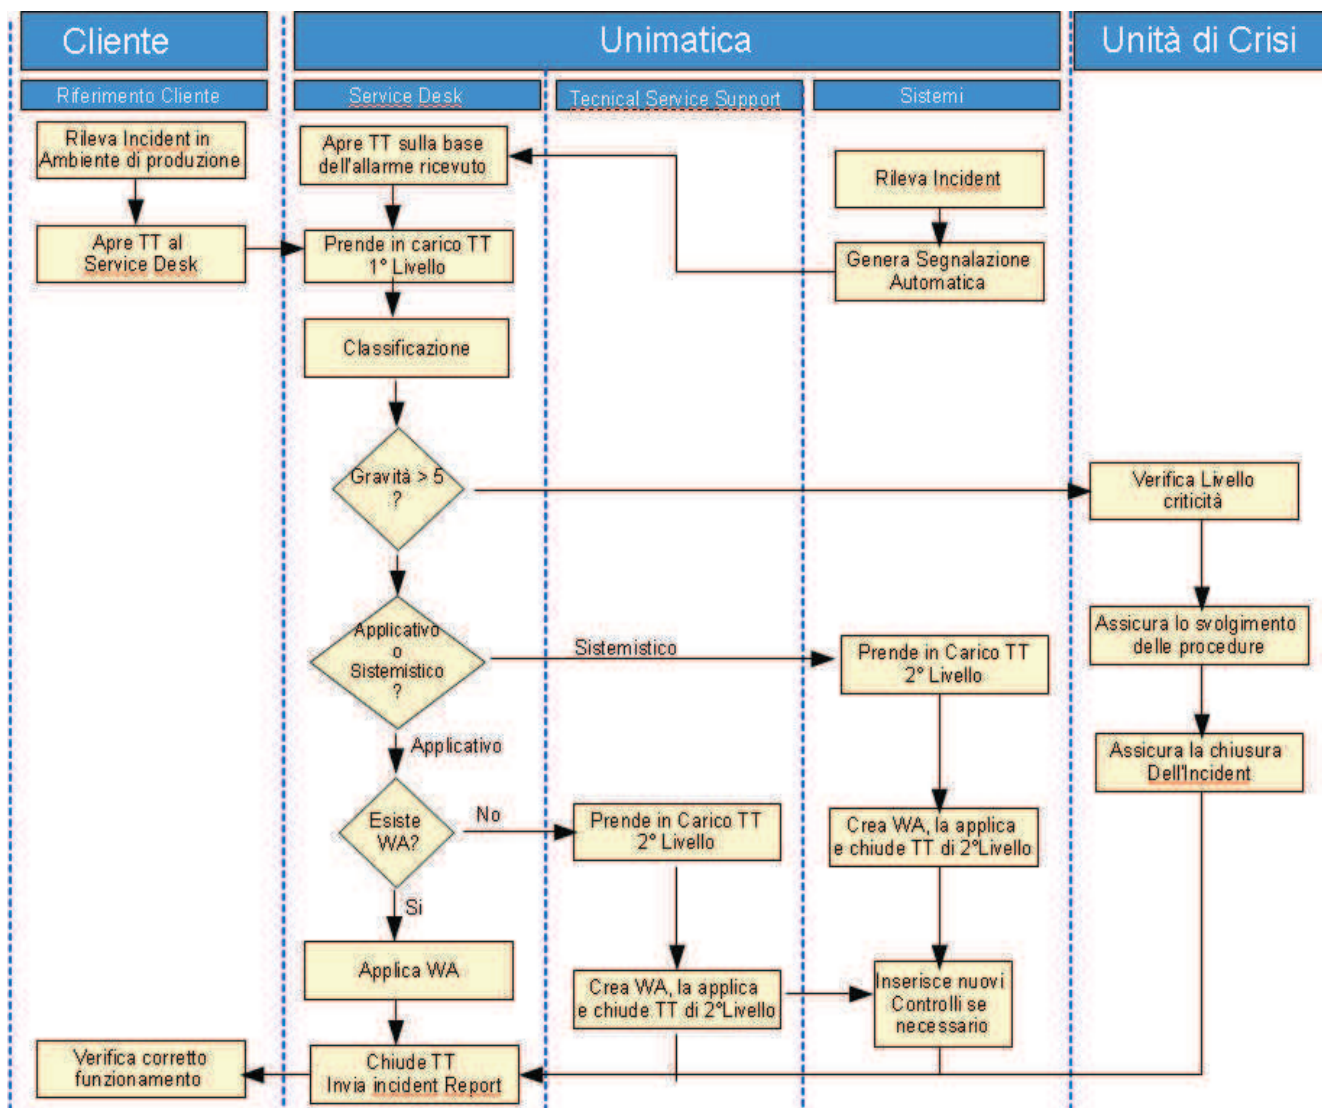 Cliente
Unimatica
Unità di Crisi
Riferimento Cliente
Service Desk
Tecnical Service Support
Sistemi
Rileva Incident in
Ambiente di produzione
Apre TT sulla base
dell'allarme ricevuto
Rileva Incident
Apre TT al
Service Desk
Prende in carico TT
1° Livello
Genera Segnalazione
Automatica
Classificazione
Gravità > 5
?
Verifica Livello
criticità
Applicativo
o
Sistemistico
?
Sistemistico
Prende in Carico TT
2° Livello
Assicura lo svolgimento
delle procedure
Applicativo
Assicura la chiusura
Dell'Incident
Esiste
WA?
No
Prende in Carico TT
2° Livello
Crea WA, la applica
e chiude TT di 2°Livello
Si
Applica WA
Crea WA, la applica
e chiude TT di 2°Livello
Inserisce nuovi
Controlli se
necessario
Verifica corretto
funzionamento
Chiude TT
Invia incident Report